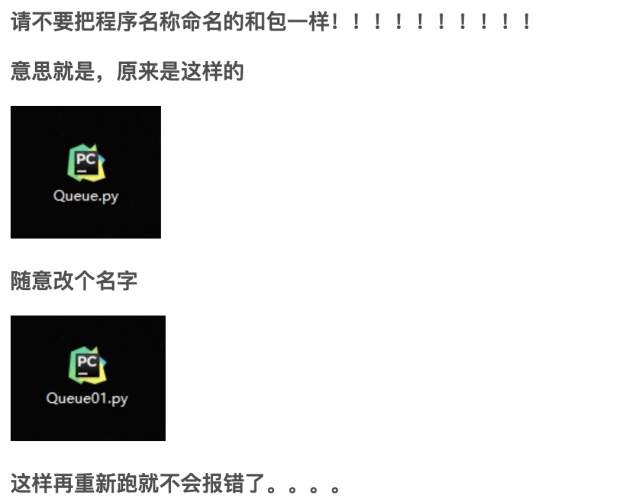 请不要把程序名称命名的和包一样！！！！！！！！！！
意思就是，原来是这样的
PC
Queue.py
随意改个名字
PC
Queue01.py
这样再重新跑就不会报错了。。。。